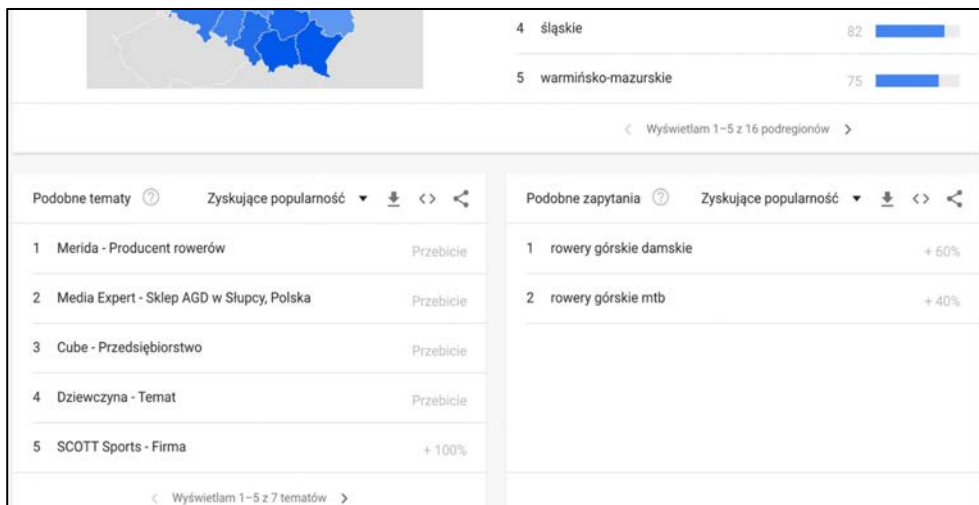 4 śląskie 82
5 warmińsko-mazurskie 75
Wyświetlam 1–5 z 16 podregionów
Podobne tematy Zyskujące popularność
1 Merida - Producent rowerów Przebicie
2 Media Expert - Sklep AGD w Słupcy, Polska Przebicie
3 Cube - Przedsiębiorstwo Przebicie
4 Dziewczyna - Temat Przebicie
5 SCOTT Sports - Firma + 100%
Wyświetlam 1–5 z 7 tematów
Podobne zapytania Zyskujące popularność
1 rowery górskie damskie + 60%
2 rowery górskie mtb + 40%